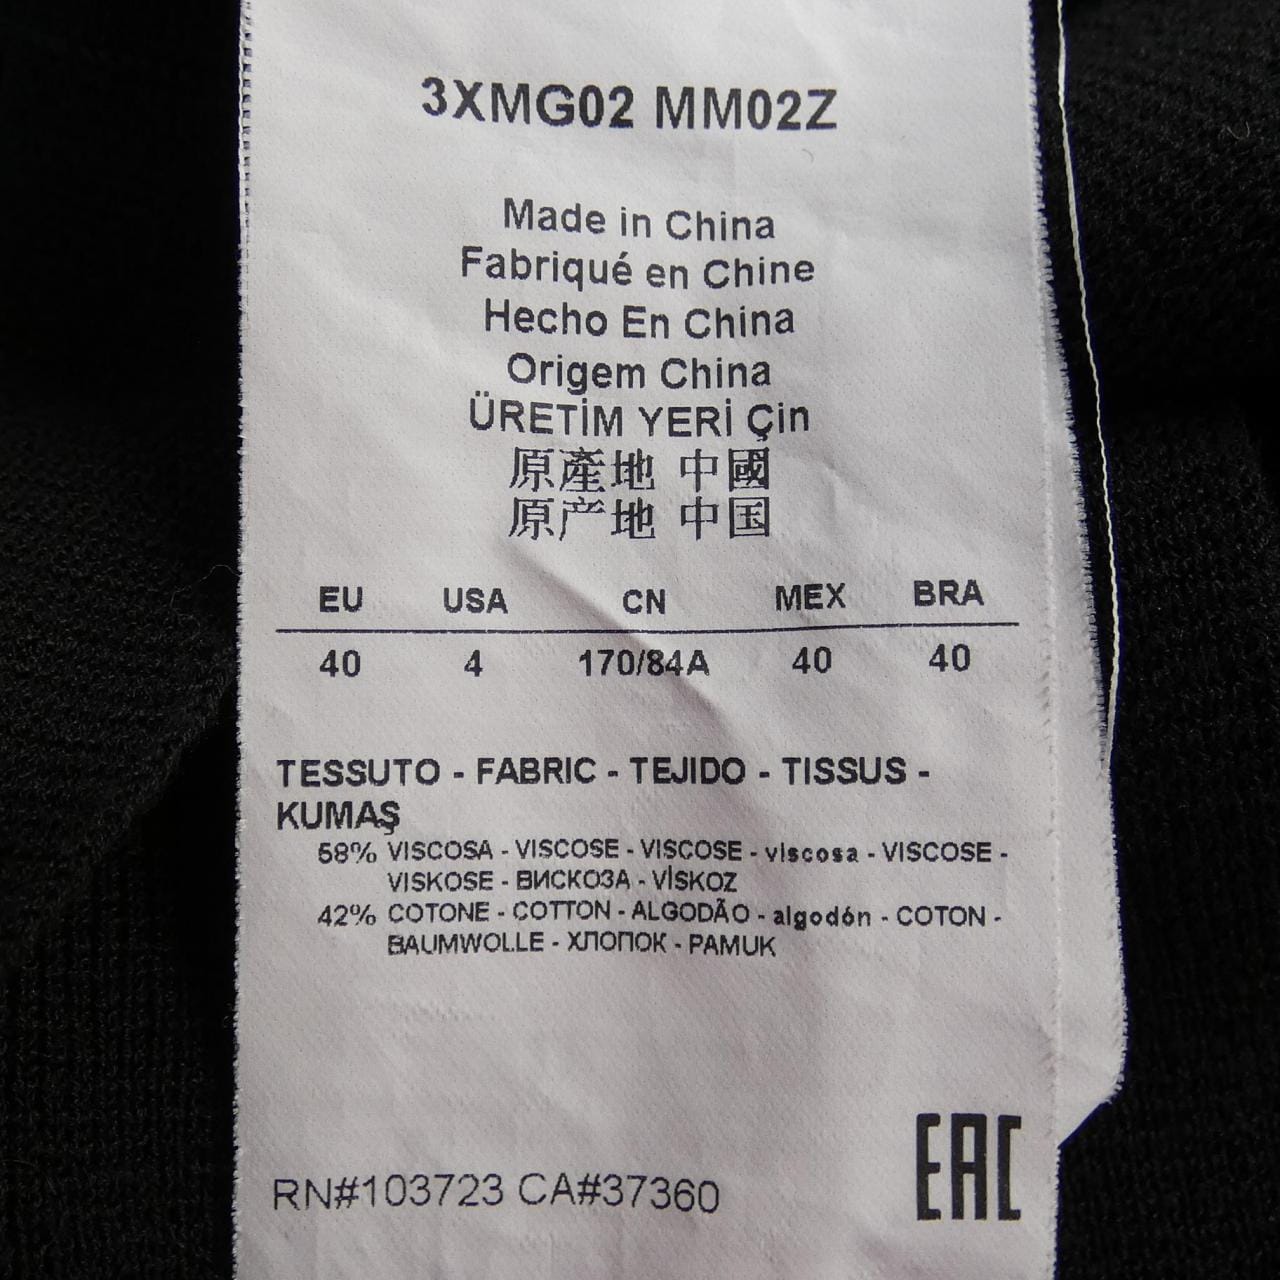 3XMG02 MM02Z
Made in China
Fabriqué en Chine
Hecho En China
Origem China
ÜRETİM YERİ Çin
原產地 中國
原产地 中国
EU USA CN MEX BRA
40 4 170/84A 40 40
TESSUTO - FABRIC - TEJIDO - TISSUS -
KUMAŞ
58% VISCOSA - VISCOSE - VISCOSE - viscosa - VISCOSE -
VISKOSE - ВИСКОЗА - VİSKOZ
42% COTONE - COTTON - ALGODÃO - algodón - COTON -
BAUMWOLLE - ХЛОПОК - PAMUK
RN#103723 CA#37360
EAC